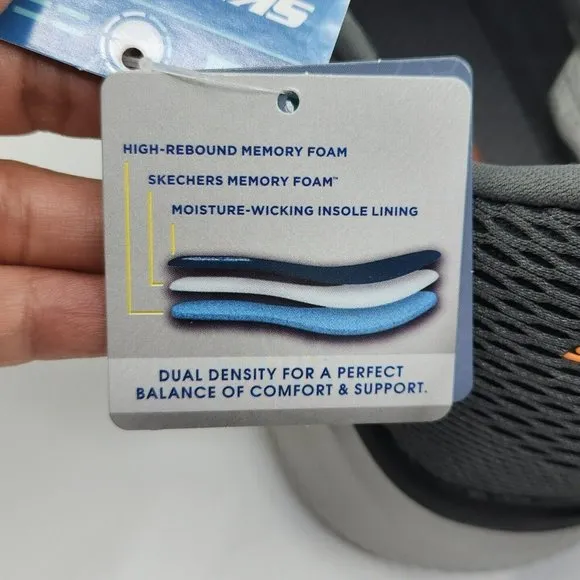 HIGH-REBOUND MEMORY FOAM
SKECHERS MEMORY FOAM™
MOISTURE-WICKING INSOLE LINING
DUAL DENSITY FOR A PERFECT
BALANCE OF COMFORT & SUPPORT.